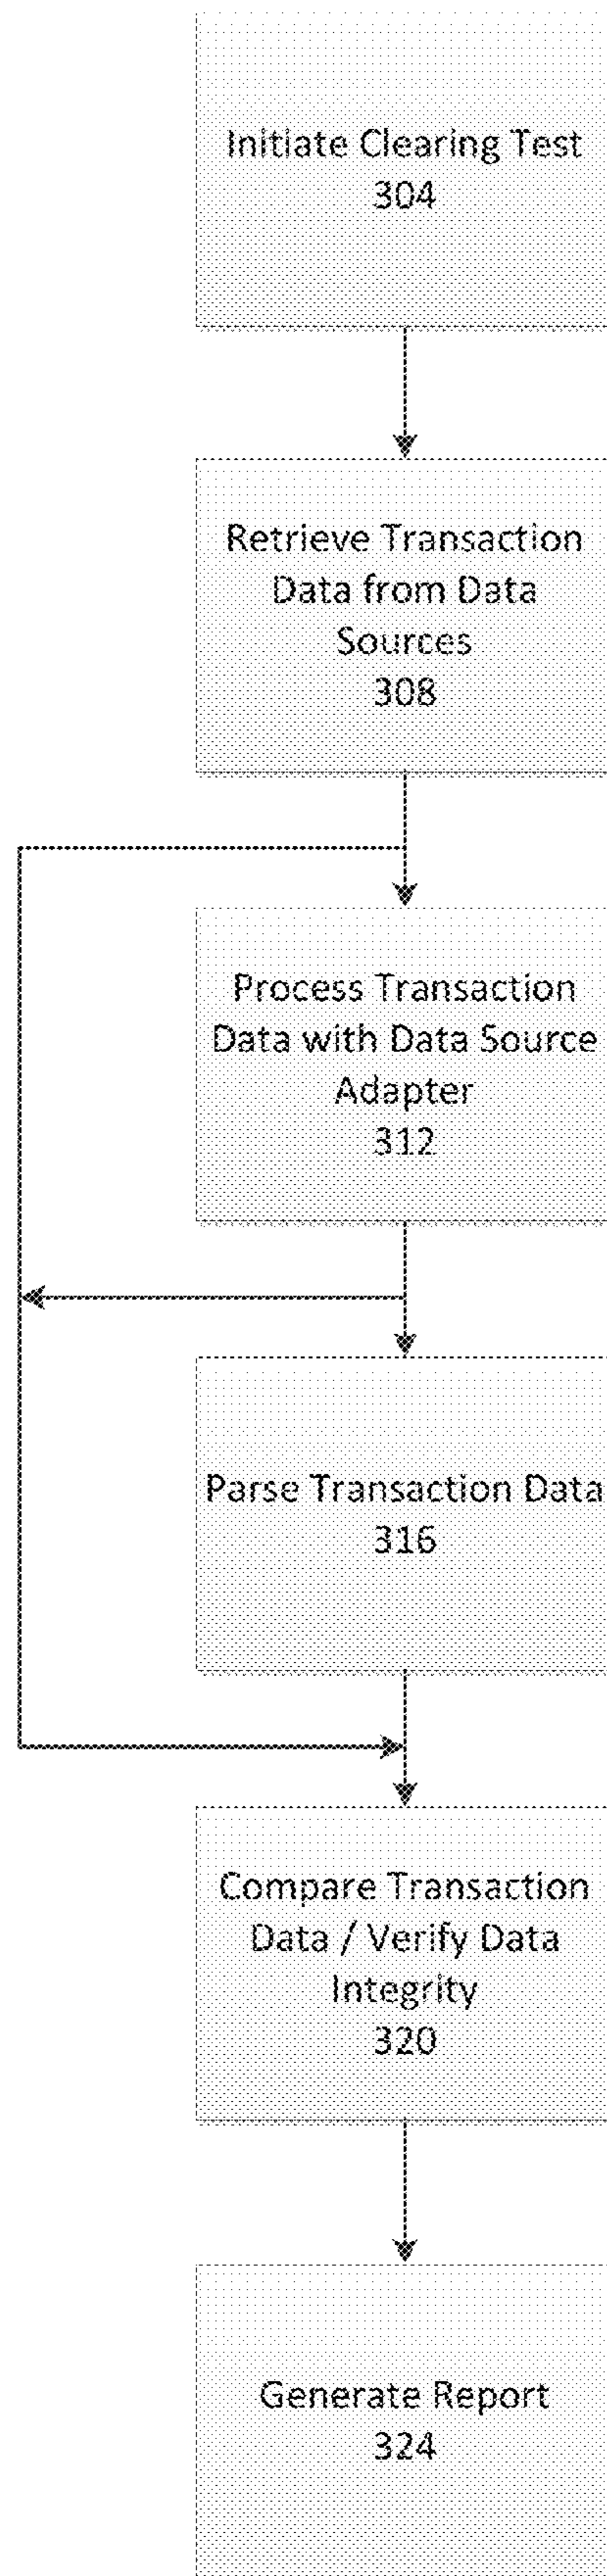 Initiate Clearing Test
304
Retrieve Transaction
Data from Data
Sources
308
Process Transaction
Data with Data Source
Adapter
312
Parse Transaction Data
316
Compare Transaction
Data / Verify Data
Integrity
320
Generate Report
324